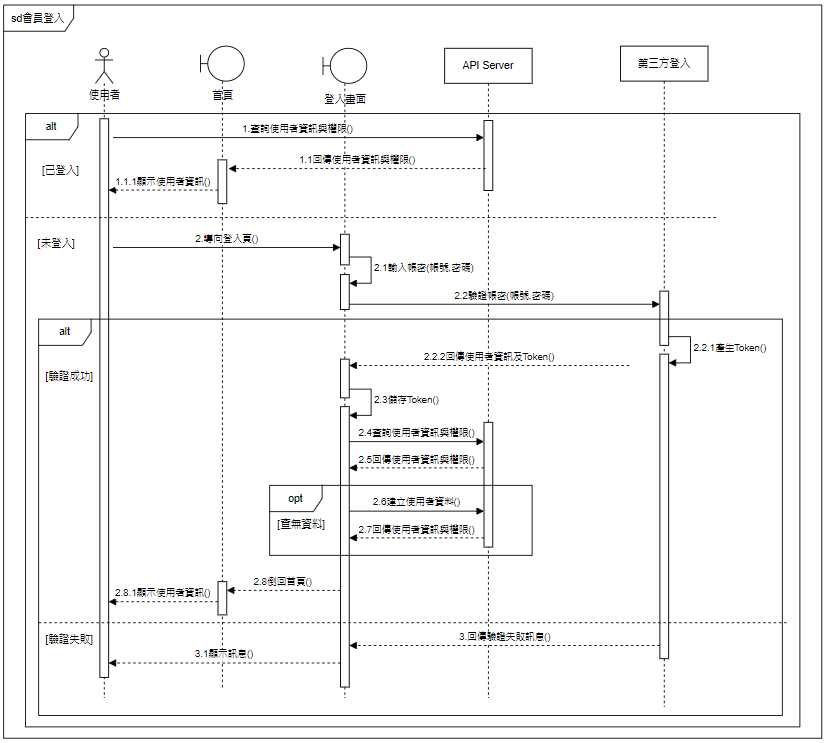 sd會員登入
使用者
首頁
登入畫面
API Server
第三方登入
alt
1.查詢使用者資訊與權限()
[已登入]
1.1回傳使用者資訊與權限()
1.1.1顯示使用者資訊()
[未登入]
2.導向登入頁()
2.1輸入帳密(帳號,密碼)
2.2驗證帳密(帳號,密碼)
alt
2.2.1產生Token()
2.2.2回傳使用者資訊及Token()
[驗證成功]
2.3儲存Token()
2.4查詢使用者資訊與權限()
2.5回傳使用者資訊與權限()
opt
2.6建立使用者資料()
[查無資料]
2.7回傳使用者資訊與權限()
2.8倒回首頁()
2.8.1顯示使用者資訊()
[驗證失敗]
3.回傳驗證失敗訊息()
3.1顯示訊息()